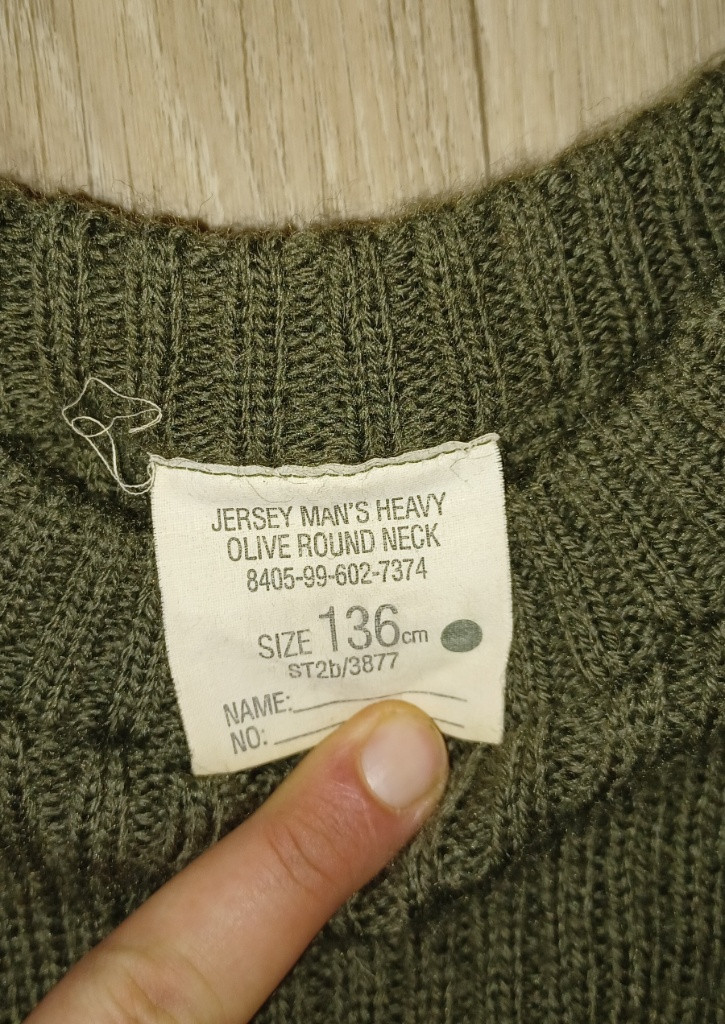 JERSEY MAN'S HEAVY
OLIVE ROUND NECK
8405-99-602-7374
SIZE 136cm
ST2b/3877
NAME:
NO: